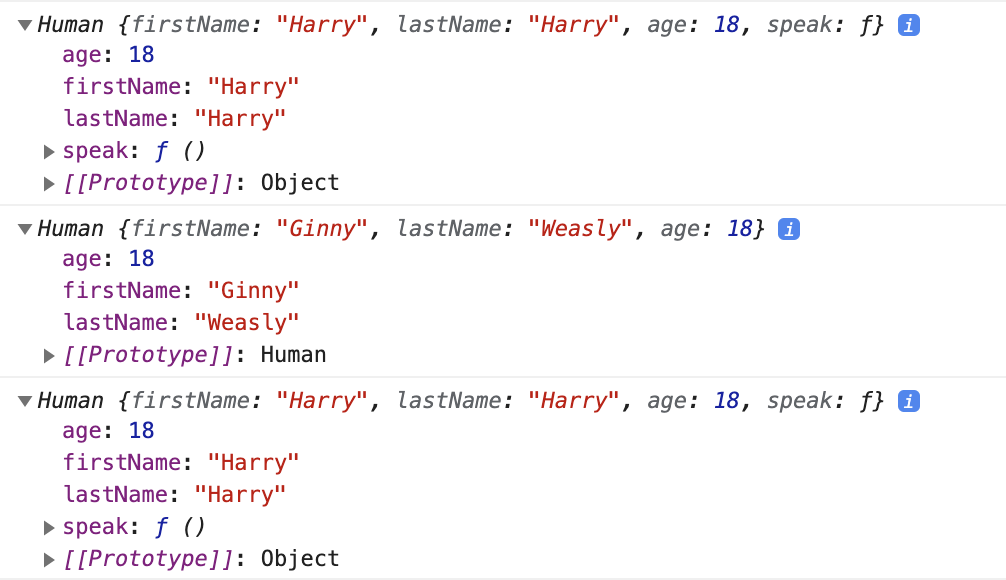 ▼Human {firstName: "Harry", lastName: "Harry", age: 18, speak: ƒ} i
age: 18
firstName: "Harry"
lastName: "Harry"
▶ speak: ƒ ()
▶ [[Prototype]]: Object
▼Human {firstName: "Ginny", lastName: "Weasly", age: 18} i
age: 18
firstName: "Ginny"
lastName: "Weasly"
▶ [[Prototype]]: Human
▼Human {firstName: "Harry", lastName: "Harry", age: 18, speak: ƒ} i
age: 18
firstName: "Harry"
lastName: "Harry"
▶ speak: ƒ ()
▶ [[Prototype]]: Object